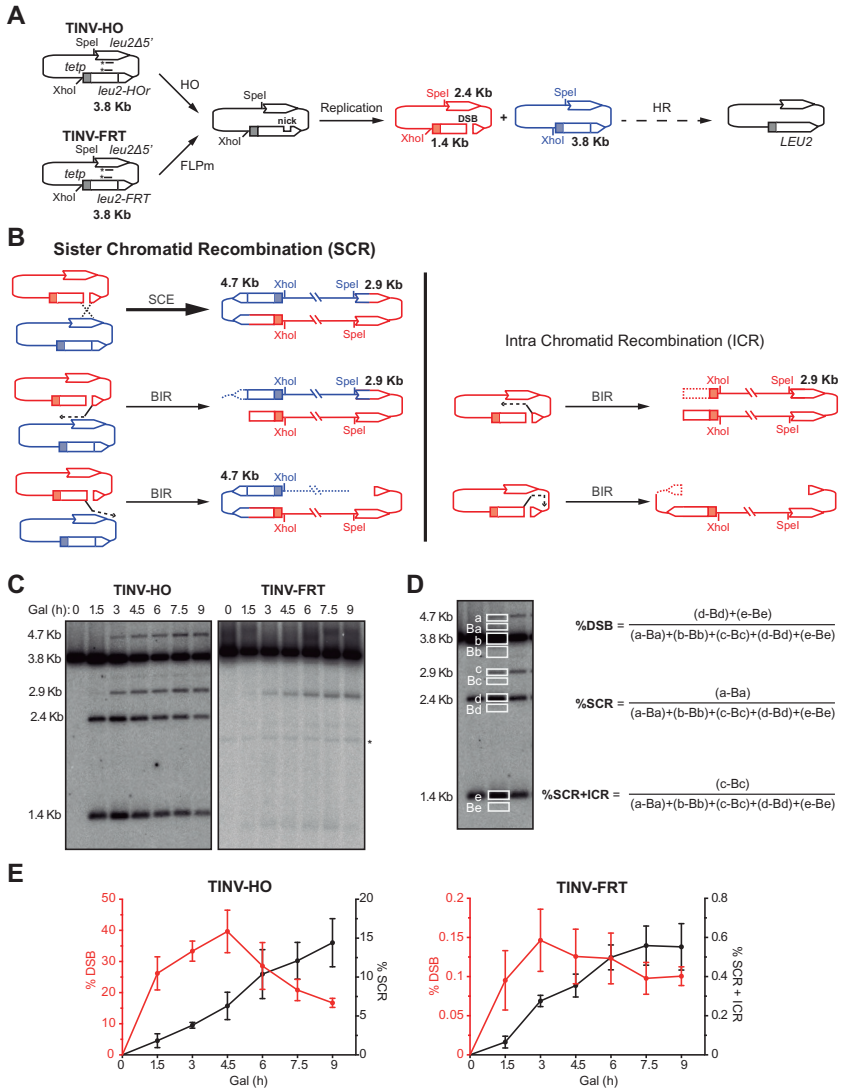 A
TINV-HO
SpeI leu2Δ5'
tetp
XhoI leu2-HOr
3.8 Kb
TINV-FRT
SpeI leu2Δ5'
tetp
XhoI leu2-FRT
3.8 Kb
HO
FLPm
SpeI
nick
XhoI
Replication
SpeI 2.4 Kb
DSB
XhoI
1.4 Kb
+
SpeI
XhoI 3.8 Kb
HR
LEU2
B
Sister Chromatid Recombination (SCR)
SCE
4.7 Kb XhoI SpeI 2.9 Kb
XhoI SpeI
BIR
XhoI SpeI 2.9 Kb
XhoI SpeI
BIR
4.7 Kb XhoI
XhoI SpeI
Intra Chromatid Recombination (ICR)
BIR
XhoI SpeI 2.9 Kb
XhoI SpeI
BIR
XhoI SpeI
C
TINV-HO TINV-FRT
Gal (h): 0 1.5 3 4.5 6 7.5 9 0 1.5 3 4.5 6 7.5 9
4.7 Kb
3.8 Kb
2.9 Kb
2.4 Kb
*
1.4 Kb
D
4.7 Kb
3.8 Kb
2.9 Kb
2.4 Kb
1.4 Kb
a
Ba
b
Bb
c
Bc
d
Bd
e
Be
%DSB = (d-Bd)+(e-Be)
(a-Ba)+(b-Bb)+(c-Bc)+(d-Bd)+(e-Be)
%SCR = (a-Ba)
(a-Ba)+(b-Bb)+(c-Bc)+(d-Bd)+(e-Be)
%SCR+ICR = (c-Bc)
(a-Ba)+(b-Bb)+(c-Bc)+(d-Bd)+(e-Be)
E
TINV-HO
% DSB
50
40
30
20
10
0
20
15
10
5
0
% SCR
0 1.5 3 4.5 6 7.5 9
Gal (h)
TINV-FRT
% DSB
0.2
0.15
0.1
0.05
0
0.8
0.6
0.4
0.2
0
% SCR + ICR
0 1.5 3 4.5 6 7.5 9
Gal (h)